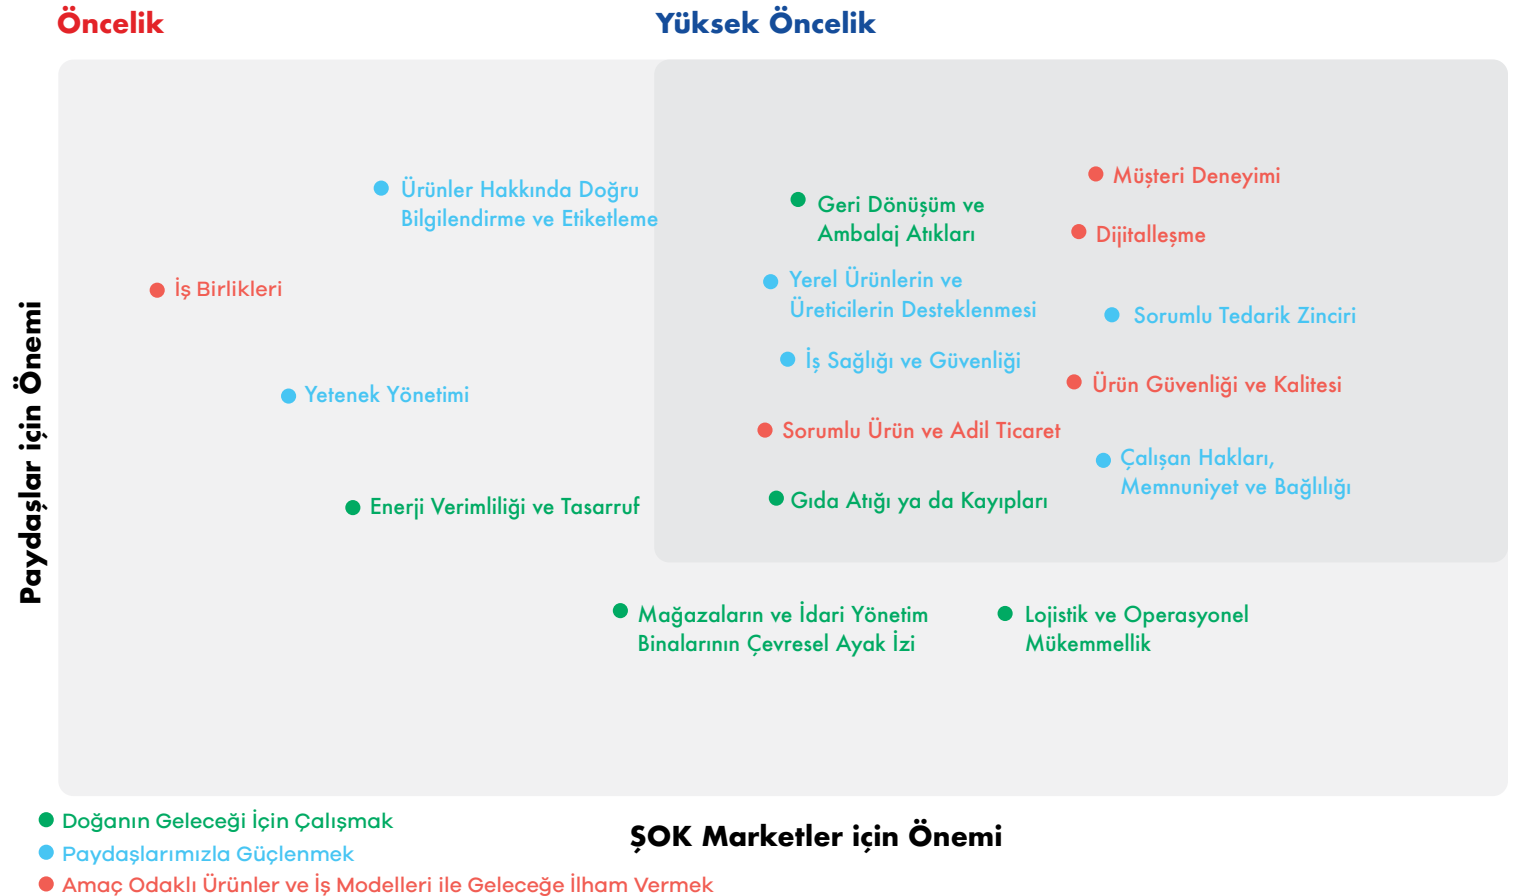 Öncelik
Yüksek Öncelik
Ürünler Hakkında Doğru
Bilgilendirme ve Etiketleme
İş Birlikleri
Yetenek Yönetimi
Enerji Verimliliği ve Tasarruf
Geri Dönüşüm ve
Ambalaj Atıkları
Yerel Ürünlerin ve
Üreticilerin Desteklenmesi
İş Sağlığı ve Güvenliği
Sorumlu Ürün ve Adil Ticaret
Gıda Atığı ya da Kayıpları
Müşteri Deneyimi
Dijitalleşme
Sorumlu Tedarik Zinciri
Ürün Güvenliği ve Kalitesi
Çalışan Hakları,
Memnuniyet ve Bağlılığı
Mağazaların ve İdari Yönetim
Binalarının Çevresel Ayak İzi
Lojistik ve Operasyonel
Mükemmellik
Paydaşlar için Önemi
ŞOK Marketler için Önemi
Doğanın Geleceği İçin Çalışmak
Paydaşlarımızla Güçlenmek
Amaç Odaklı Ürünler ve İş Modelleri ile Geleceğe İlham Vermek